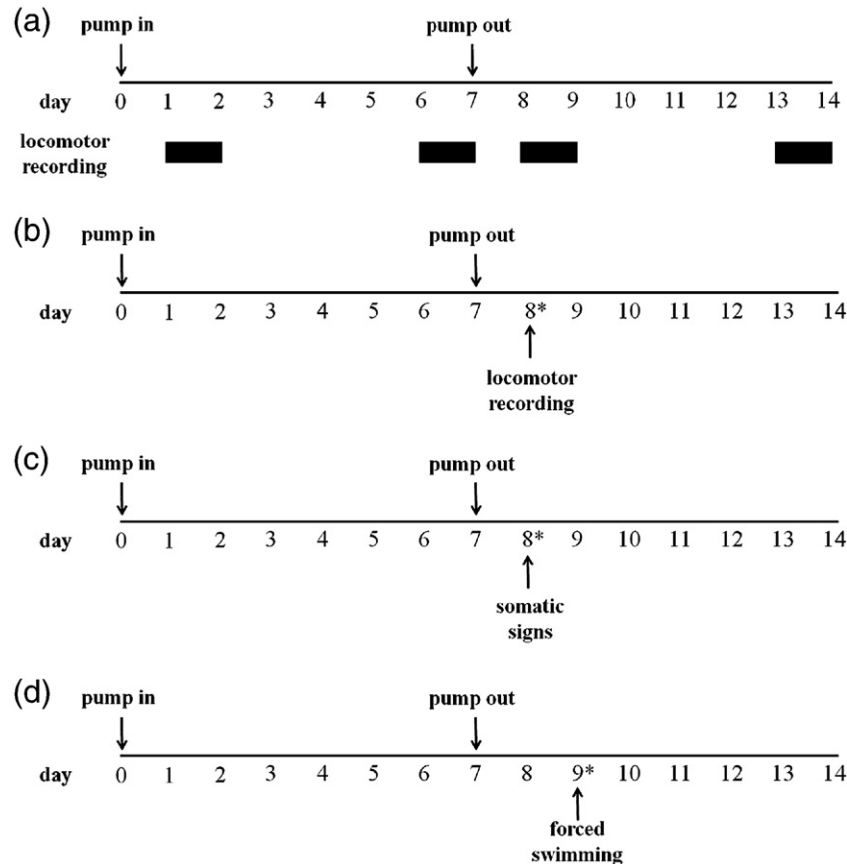 (a)
pump in pump out
day 0 1 2 3 4 5 6 7 8 9 10 11 12 13 14
locomotor
recording
(b)
pump in pump out
day 0 1 2 3 4 5 6 7 8* 9 10 11 12 13 14
locomotor
recording
(c)
pump in pump out
day 0 1 2 3 4 5 6 7 8* 9 10 11 12 13 14
somatic
signs
(d)
pump in pump out
day 0 1 2 3 4 5 6 7 8 9* 10 11 12 13 14
forced
swimming